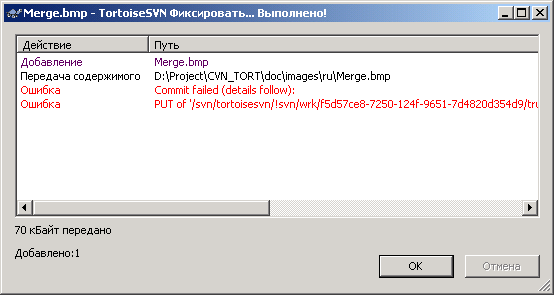 Merge.bmp - TortoiseSVN Фиксировать... Выполнено!
Действие Путь
Добавление Merge.bmp
Передача содержимого D:\Project\CVN_TORT\doc\images\ru\Merge.bmp
Ошибка Commit failed (details follow):
Ошибка PUT of '/svn/tortoisesvn/!svn/wrk/f5d57ce8-7250-124f-9651-7d4820d354d9/tru
70 кБайт передано
Добавлено:1
OK Отмена